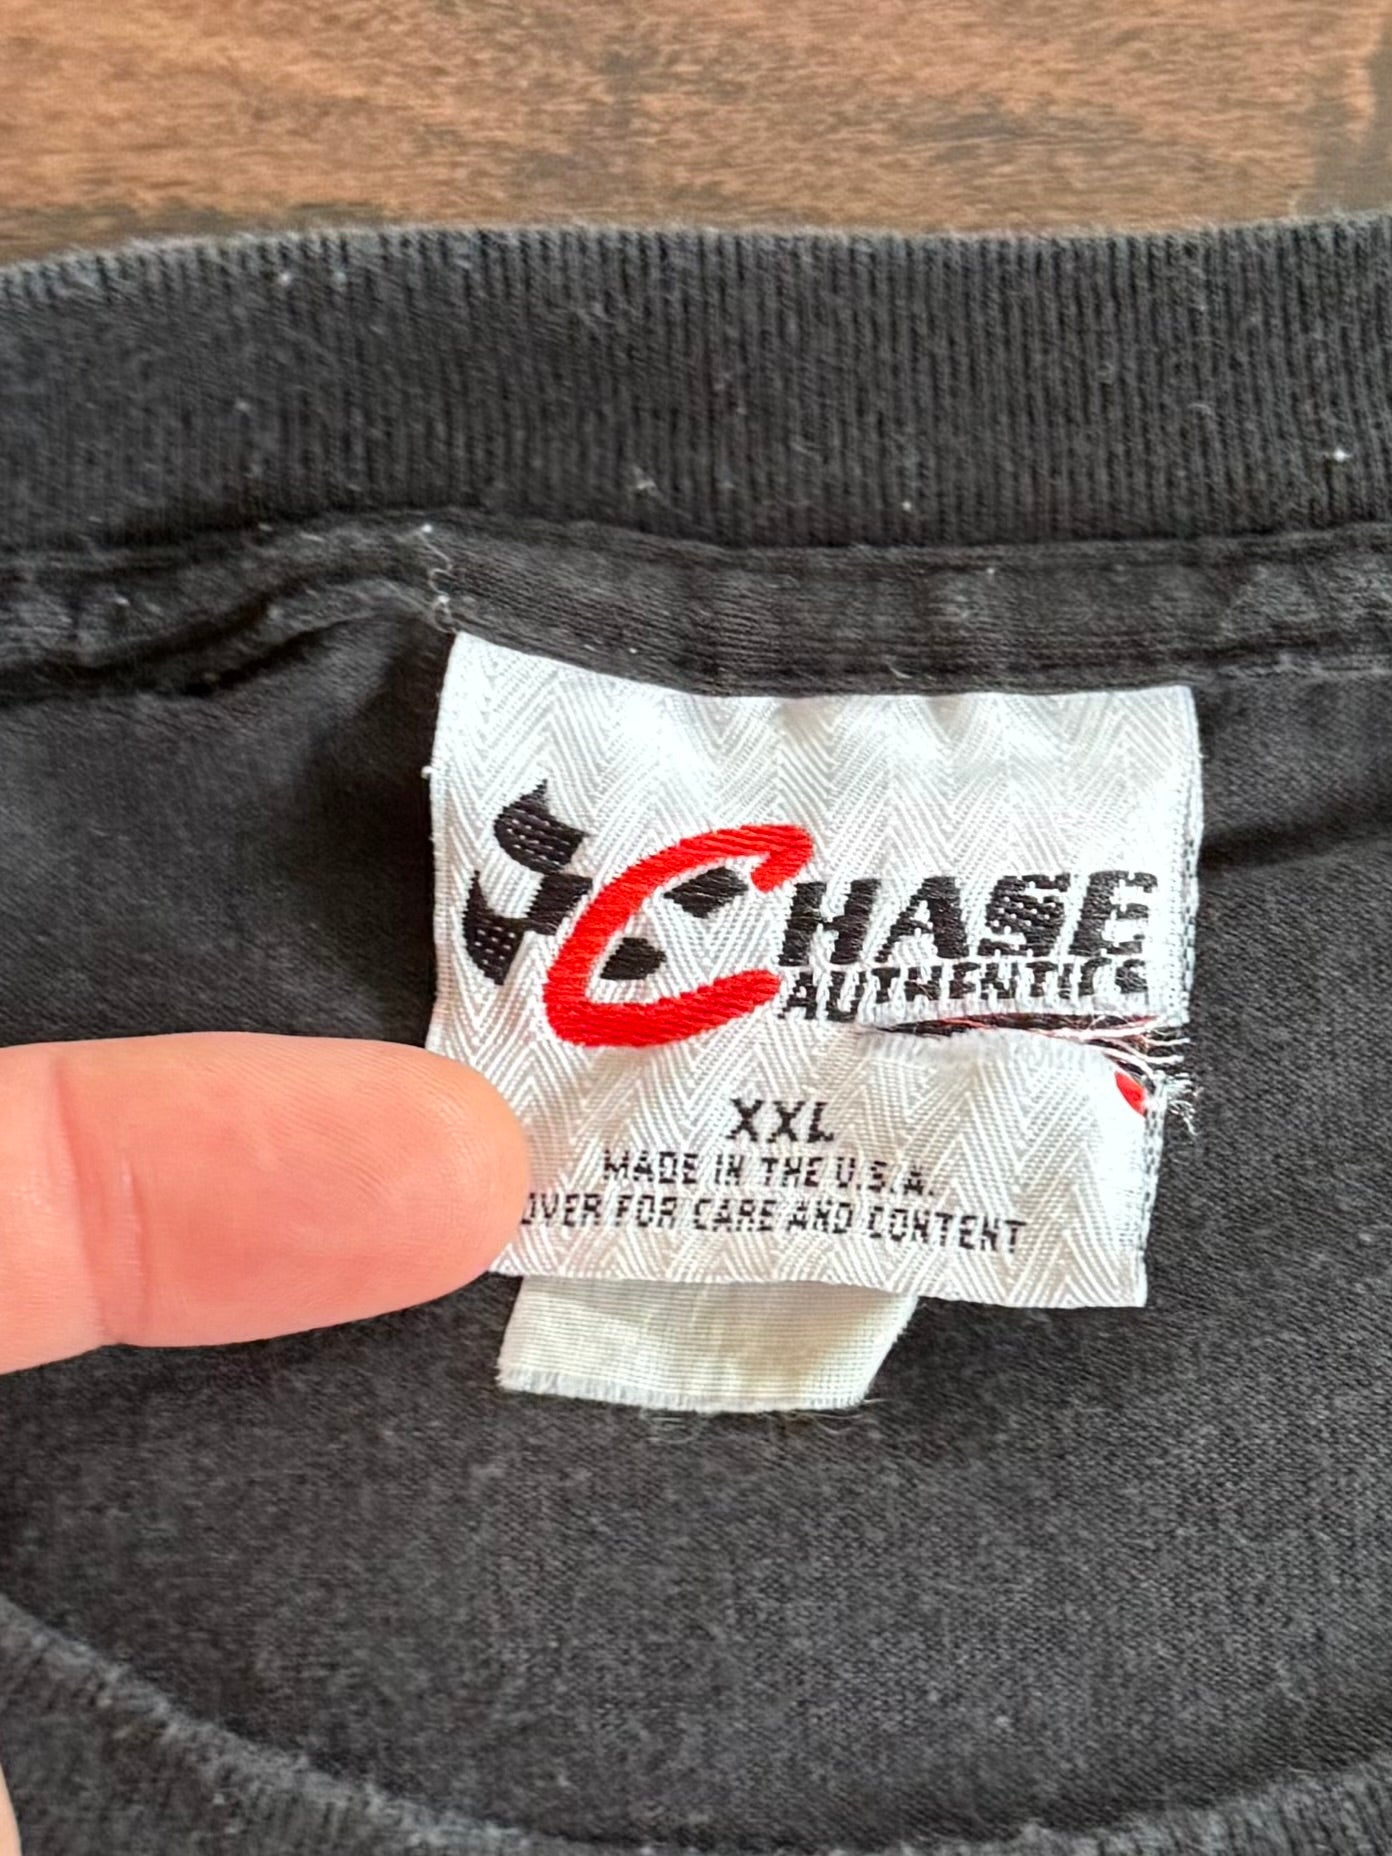 CHASE
AUTHENTICS
XXL
MADE IN THE U.S.A.
OVER FOR CARE AND CONTENT